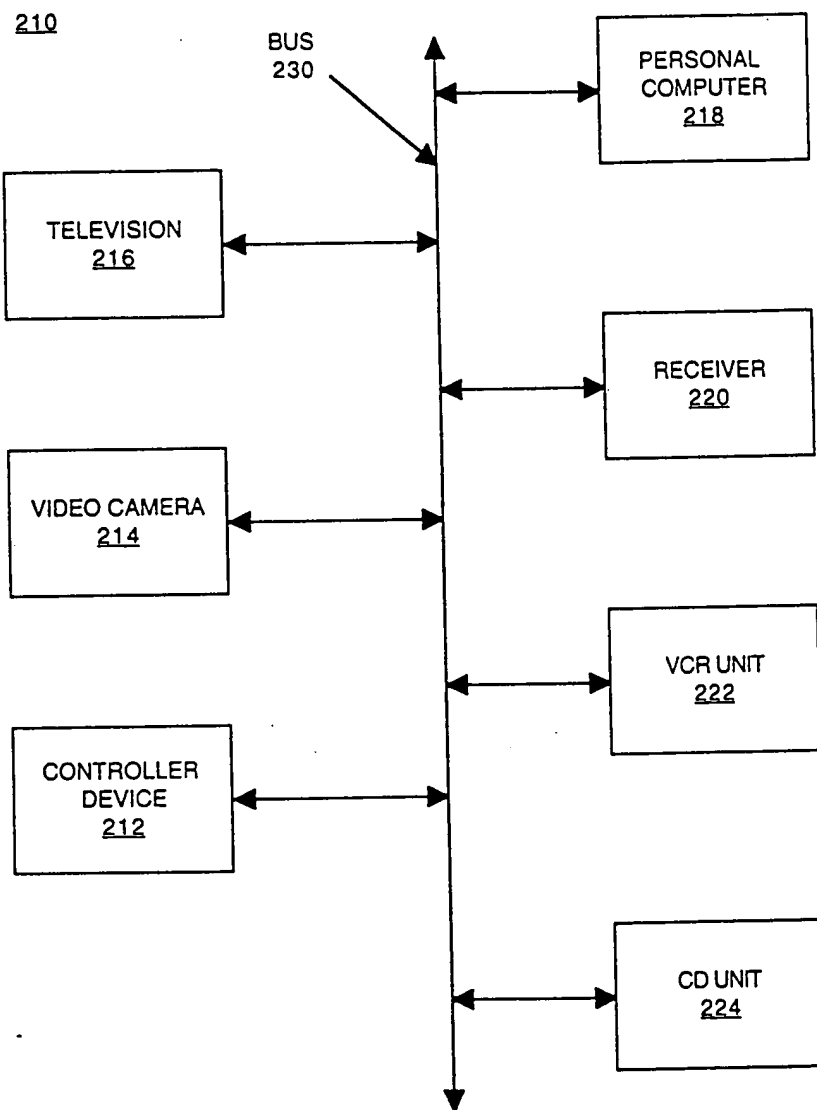 210
BUS
230
PERSONAL
COMPUTER
218
TELEVISION
216
RECEIVER
220
VIDEO CAMERA
214
VCR UNIT
222
CONTROLLER
DEVICE
212
CD UNIT
224